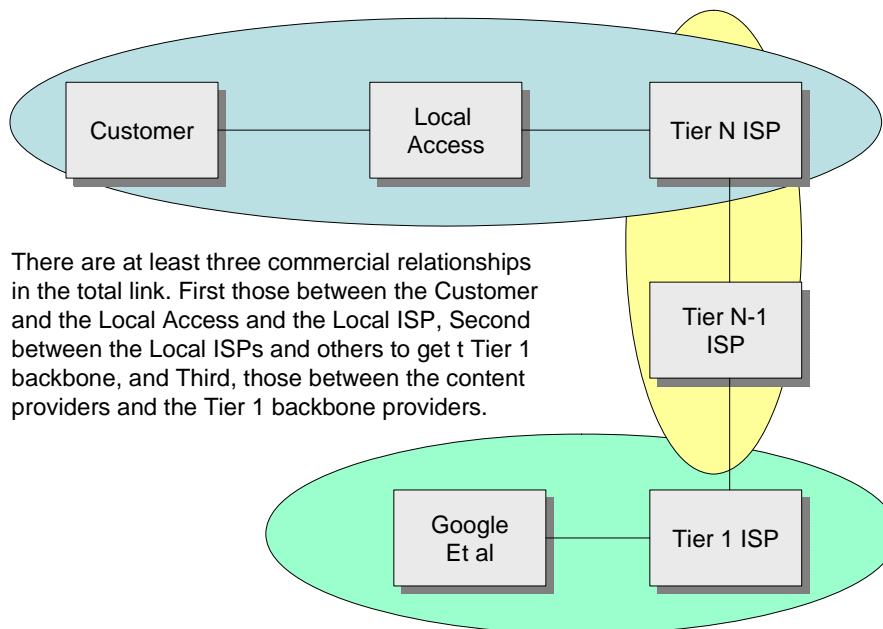 Customer
Local
Access
Tier N ISP
There are at least three commercial relationships
in the total link. First those between the Customer
and the Local Access and the Local ISP, Second
between the Local ISPs and others to get t Tier 1
backbone, and Third, those between the content
providers and the Tier 1 backbone providers.
Tier N-1
ISP
Google
Et al
Tier 1 ISP